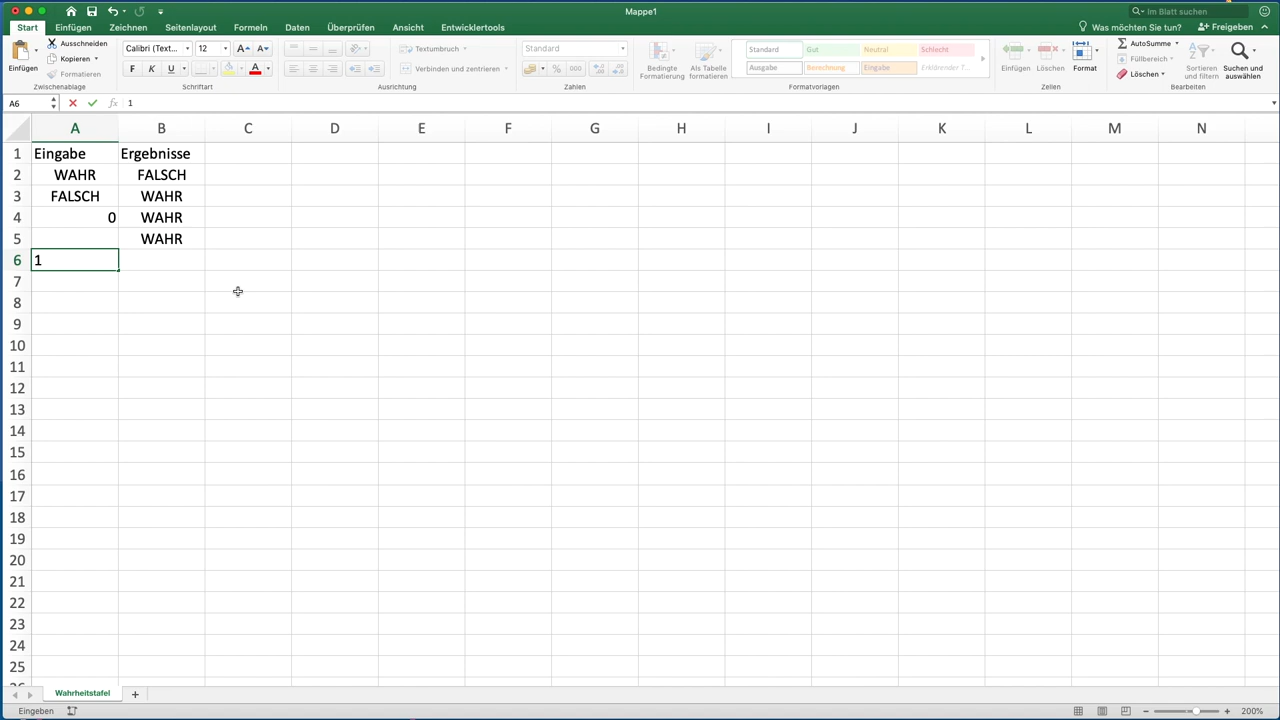 Mappe1
Im Blatt suchen
Start Einfügen Zeichnen Seitenlayout Formeln Daten Überprüfen Ansicht Entwicklertools Was möchten Sie tun? Freigeben
Einfügen Ausschneiden Kopieren Formatierung
Calibri (Text... 12
F K U A
Textumbruch
Verbinden und zentrieren
Standard
% 000
Bedingte Formatierung Als Tabelle formatieren
Standard Gut Neutral Schlecht
Ausgabe Berechnung Eingabe Erklärender T...
Einfügen Löschen Format
AutoSumme
Füllbereich
Löschen
Sortieren und filtern Suchen und auswählen
Zwischenablage Schriftart Ausrichtung Zahlen Formatvorlagen Zellen Bearbeiten
A6 fx 1
A B C D E F G H I J K L M N
1 Eingabe Ergebnisse
2 WAHR FALSCH
3 FALSCH WAHR
4 0 WAHR
5 WAHR
6 1
7
8
9
10
11
12
13
14
15
16
17
18
19
20
21
22
23
24
25
Wahrheitstafel +
Eingeben 200%